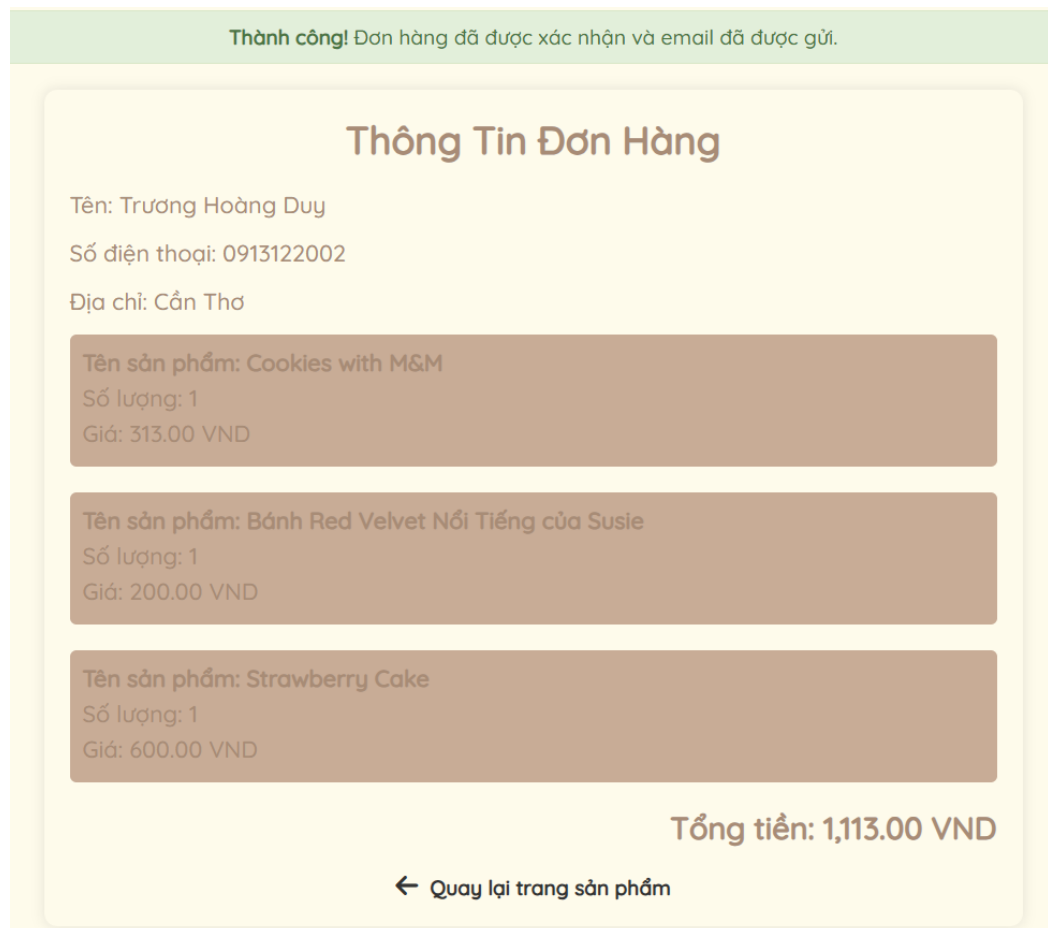 Thành công! Đơn hàng đã được xác nhận và email đã được gửi.
Thông Tin Đơn Hàng
Tên: Trương Hoàng Duy
Số điện thoại: 0913122002
Địa chỉ: Cần Thơ
Tên sản phẩm: Cookies with M&M
Số lượng: 1
Giá: 313.00 VND
Tên sản phẩm: Bánh Red Velvet Nổi Tiếng của Susie
Số lượng: 1
Giá: 200.00 VND
Tên sản phẩm: Strawberry Cake
Số lượng: 1
Giá: 600.00 VND
Tổng tiền: 1,113.00 VND
← Quay lại trang sản phẩm